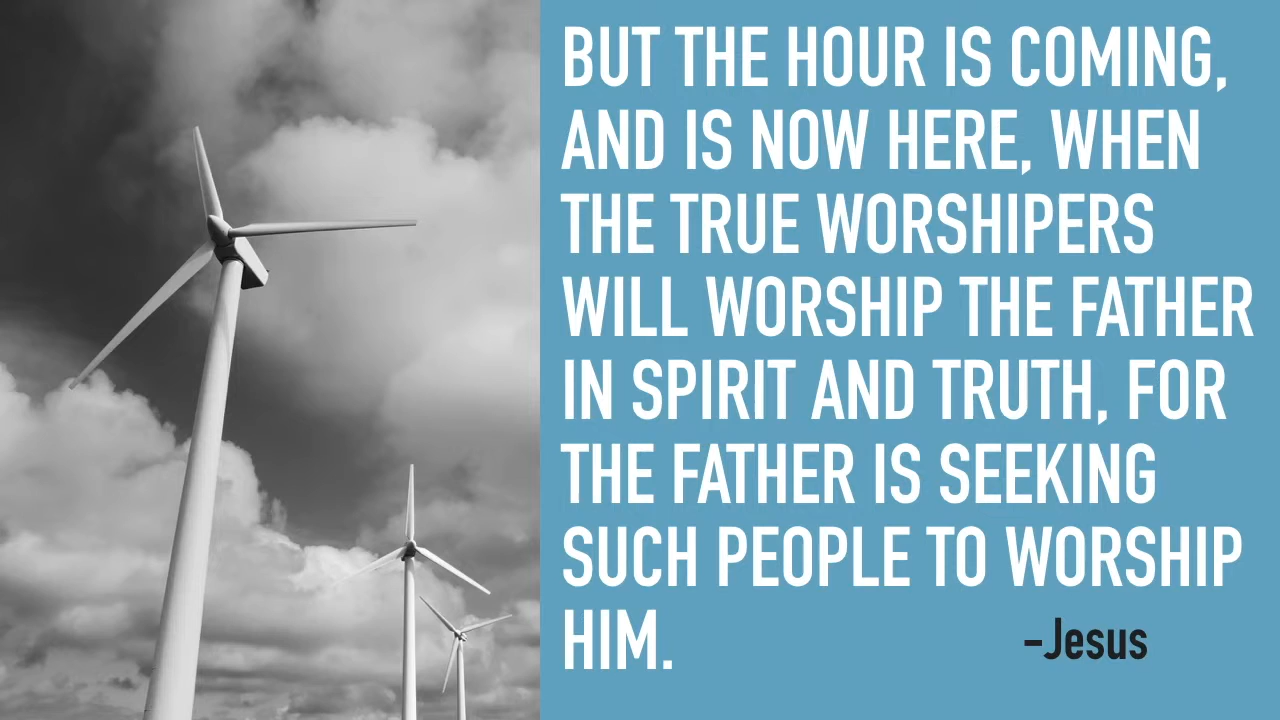 BUT THE HOUR IS COMING,
AND IS NOW HERE, WHEN
THE TRUE WORSHIPERS
WILL WORSHIP THE FATHER
IN SPIRIT AND TRUTH, FOR
THE FATHER IS SEEKING
SUCH PEOPLE TO WORSHIP
HIM.
-Jesus